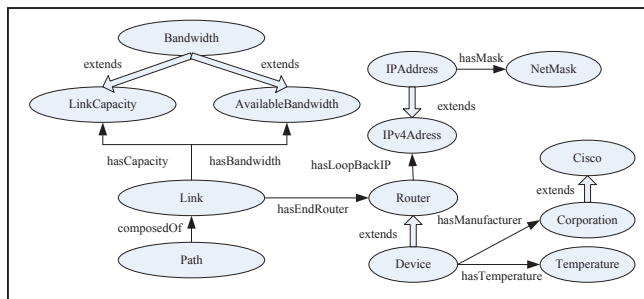 Bandwidth
extends
extends
LinkCapacity
AvailableBandwidth
hasCapacity
hasBandwidth
Link
composedOf
Path
hasEndRouter
IPAddress
hasMask
NetMask
extends
IPv4Adress
hasLoopBackIP
Router
extends
Device
hasManufacturer
hasTemperature
Cisco
extends
Corporation
Temperature